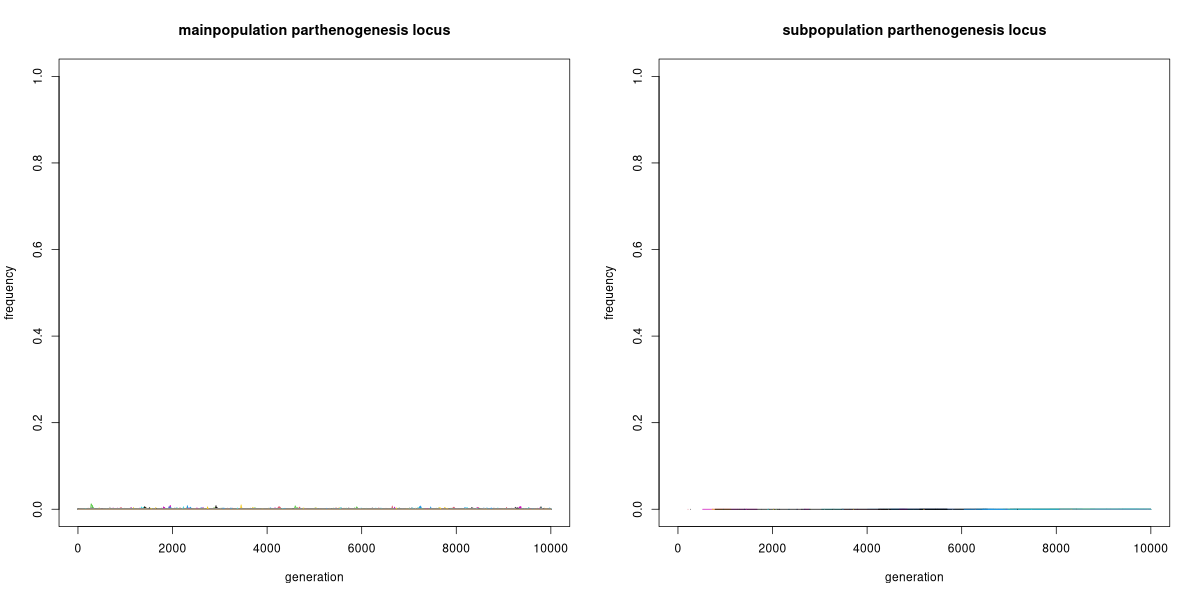 mainpopulation parthenogenesis locus
frequency
1.0
0.8
0.6
0.4
0.2
0.0
0 2000 4000 6000 8000 10000
generation
subpopulation parthenogenesis locus
frequency
1.0
0.8
0.6
0.4
0.2
0.0
0 2000 4000 6000 8000 10000
generation